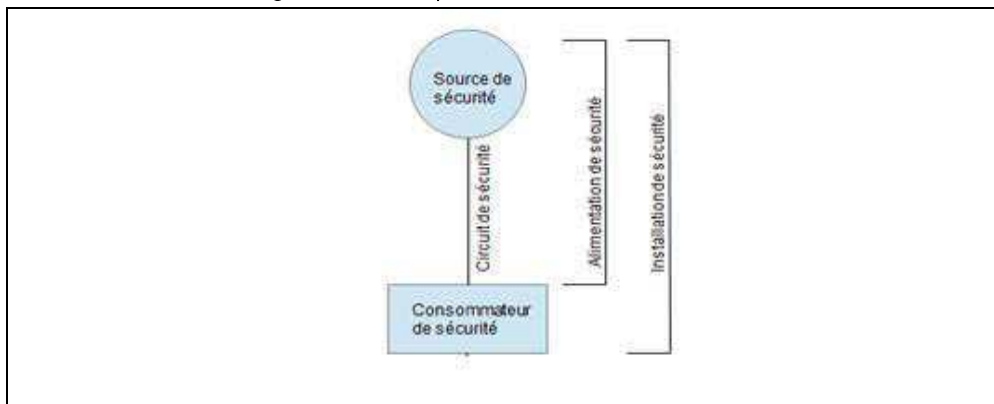 Source de
sécurité
Circuit de sécurité
Alimentation de sécurité
Installation de sécurité
Consommateur
de sécurité